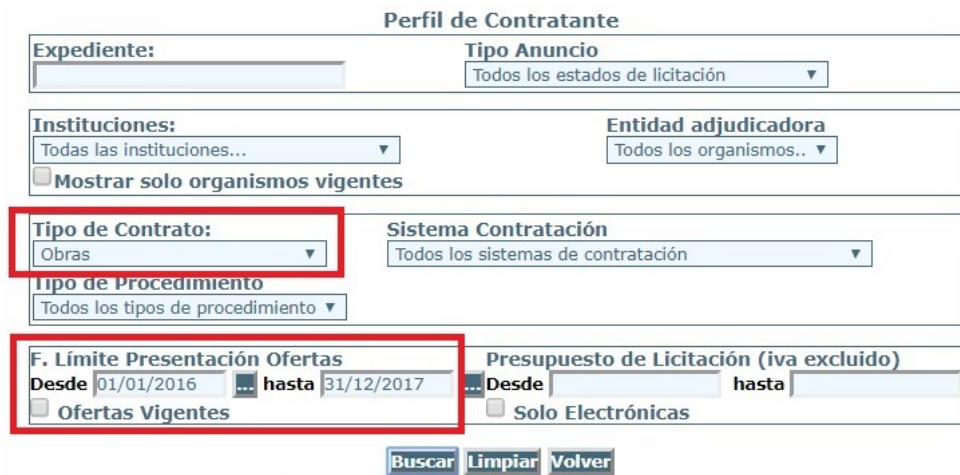 Perfil de Contratante
Expediente: Tipo Anuncio
Todos los estados de licitación
Instituciones: Entidad adjudicadora
Todas las instituciones... Todos los organismos..
Mostrar solo organismos vigentes
Tipo de Contrato: Sistema Contratación
Obras Todos los sistemas de contratación
Tipo de Procedimiento
Todos los tipos de procedimiento
F. Límite Presentación Ofertas Presupuesto de Licitación (iva excluido)
Desde 01/01/2016 ... hasta 31/12/2017 ... Desde hasta
Ofertas Vigentes Solo Electrónicas
Buscar Limpiar Volver